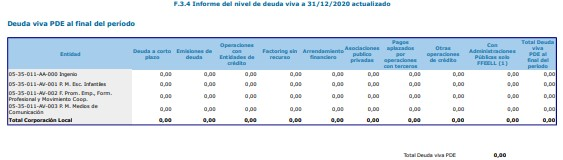 F.3.4 Informe del nivel de deuda viva a 31/12/2020 actualizado
Deuda viva PDE al final del período
Entidad Deuda a corto plazo Emisiones de deuda Operaciones con Entidades de crédito Factoring sin recurso Arrendamiento financiero Asociaciones publico privadas Pagos aplazados por operaciones con terceros Otras operaciones de crédito Con Administraciones Públicas solo FFEELL (1) Total Deuda viva PDE al final del período
05-35-011-AA-000 Ingenio 0,00 0,00 0,00 0,00 0,00 0,00 0,00 0,00 0,00 0,00
05-35-011-AV-001 P. M. Esc. Infantiles 0,00 0,00 0,00 0,00 0,00 0,00 0,00 0,00 0,00 0,00
05-35-011-AV-002 F. Prom. Emp., Form.
Profesional y Movimiento Coop. 0,00 0,00 0,00 0,00 0,00 0,00 0,00 0,00 0,00 0,00
05-35-011-AV-003 P. M. Medios de
Comunicación 0,00 0,00 0,00 0,00 0,00 0,00 0,00 0,00 0,00 0,00
Total Corporación Local 0,00 0,00 0,00 0,00 0,00 0,00 0,00 0,00 0,00 0,00
Total Deuda viva PDE 0,00